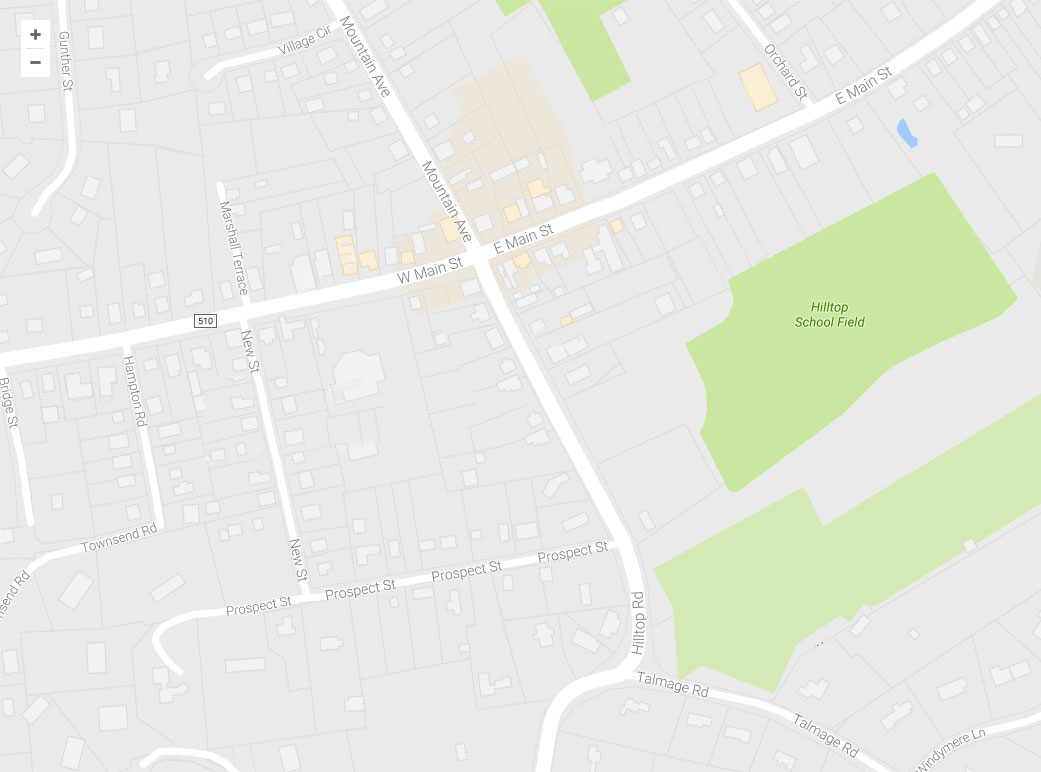 +
−
Gunther St
Village Cir
Mountain Ave
Orchard St
E Main St
Mountain Ave
Marshall Terrace
E Main St
W Main St
510
Hilltop
School Field
New St
Hampton Rd
Bridge St
Townsend Rd
New St
Prospect St
Prospect St
Prospect St
Prospect St
nsend Rd
Hilltop Rd
Talmage Rd
Talmage Rd
Windymere Ln